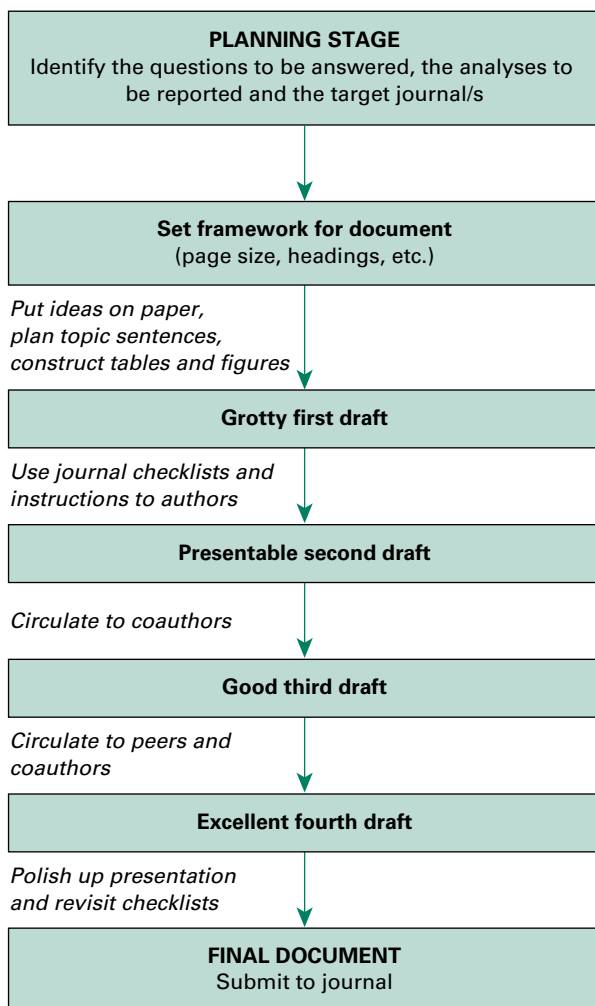 PLANNING STAGE
Identify the questions to be answered, the analyses to
be reported and the target journal/s
Set framework for document
(page size, headings, etc.)
Put ideas on paper,
plan topic sentences,
construct tables and figures
Grotty first draft
Use journal checklists and
instructions to authors
Presentable second draft
Circulate to coauthors
Good third draft
Circulate to peers and
coauthors
Excellent fourth draft
Polish up presentation
and revisit checklists
FINAL DOCUMENT
Submit to journal